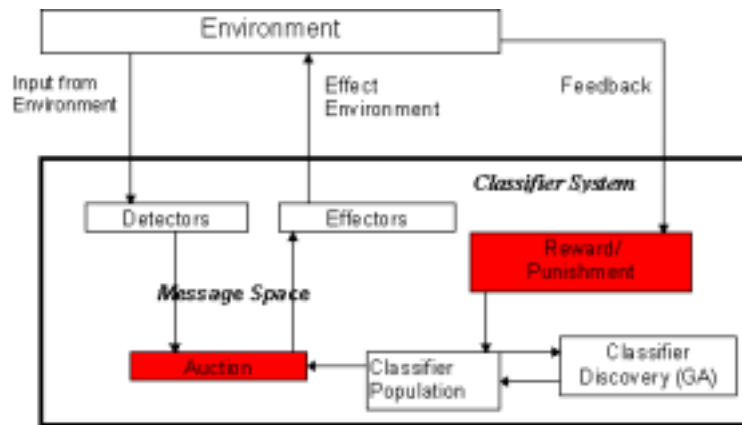 Environment
Input from
Environment
Effect
Environment
Feedback
Classifier System
Detectors
Effectors
Reward/
Punishment
Message Space
Auction
Classifier
Population
Classifier
Discovery (GA)